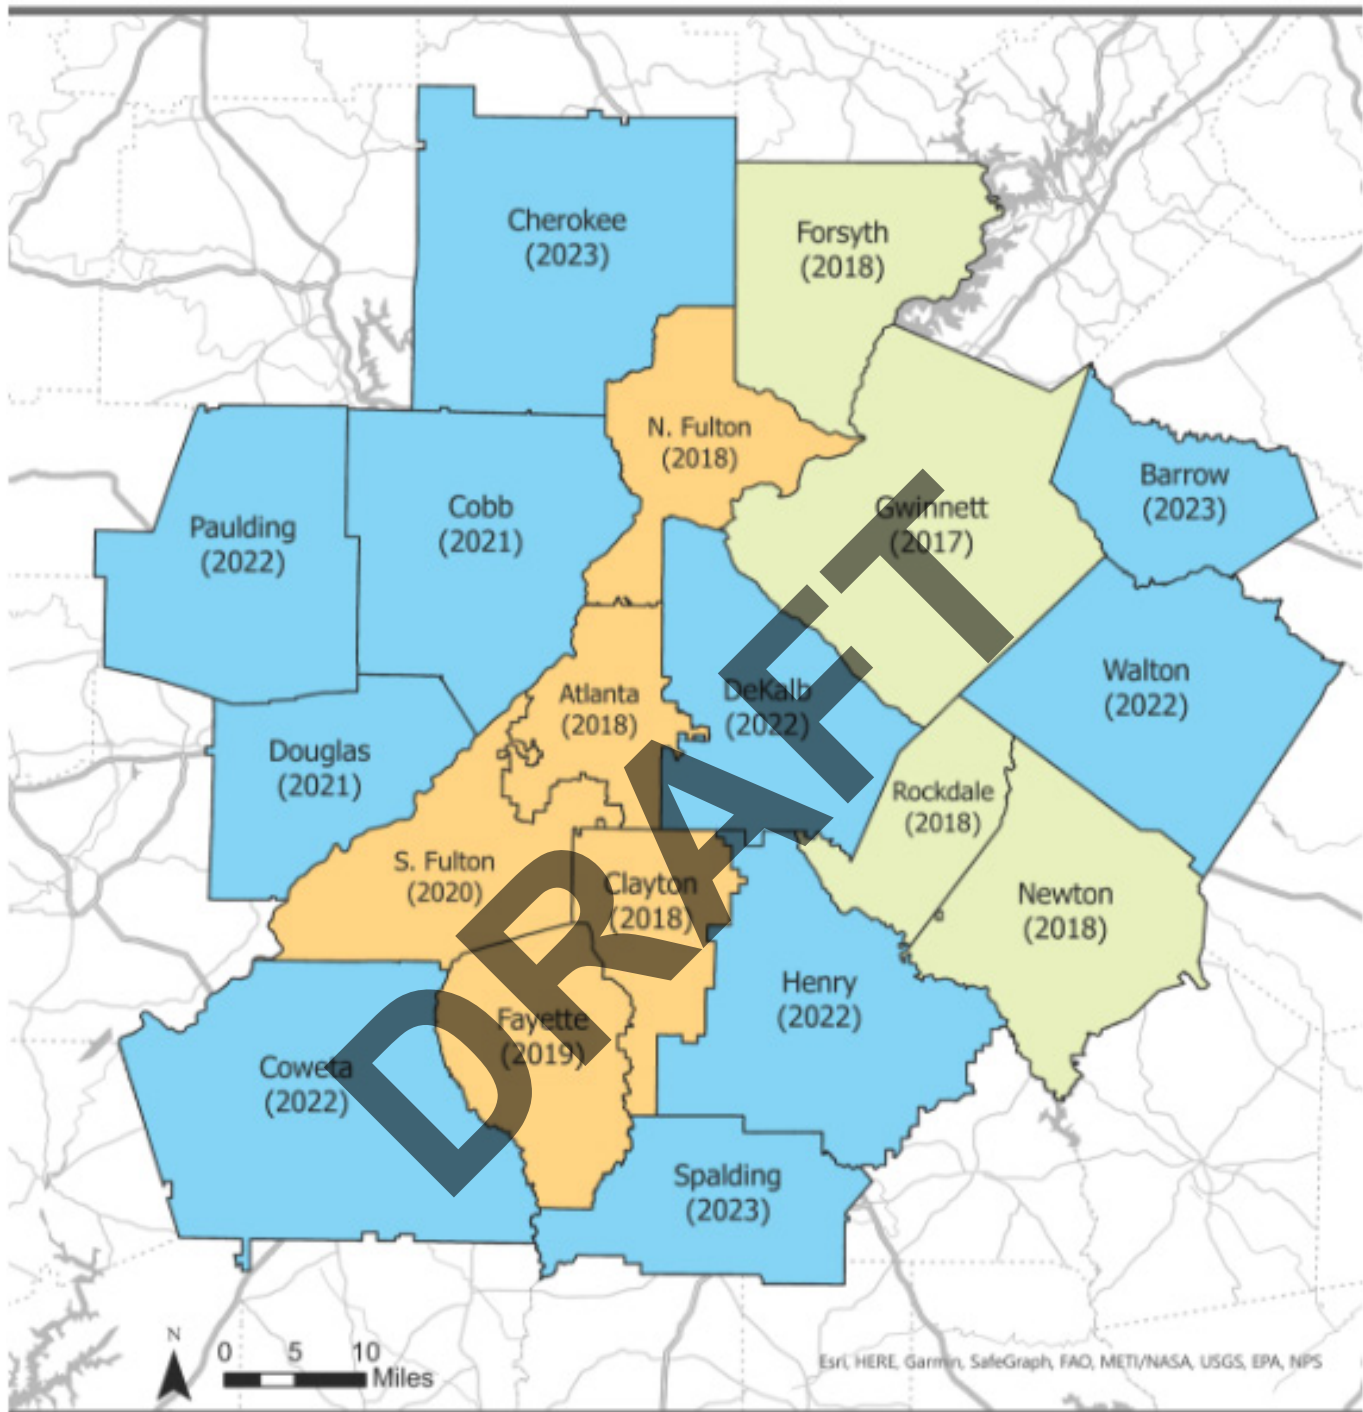 Cherokee
(2023)
Forsyth
(2018)
N. Fulton
(2018)
Barrow
(2023)
Gwinnett
(2017)
Cobb
(2021)
Paulding
(2022)
Walton
(2022)
Atlanta
(2018)
DeKalb
(2022)
Douglas
(2021)
Rockdale
(2018)
S. Fulton
(2020)
Clayton
(2018)
Newton
(2018)
Henry
(2022)
Fayette
(2019)
Coweta
(2022)
Spalding
(2023)
DRAFT
N
0 5 10
Miles
Esri, HERE, Garmin, SafeGraph, FAO, METI/NASA, USGS, EPA, NPS